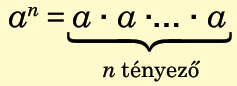 aⁿ = a · a ·...· a
n tényező